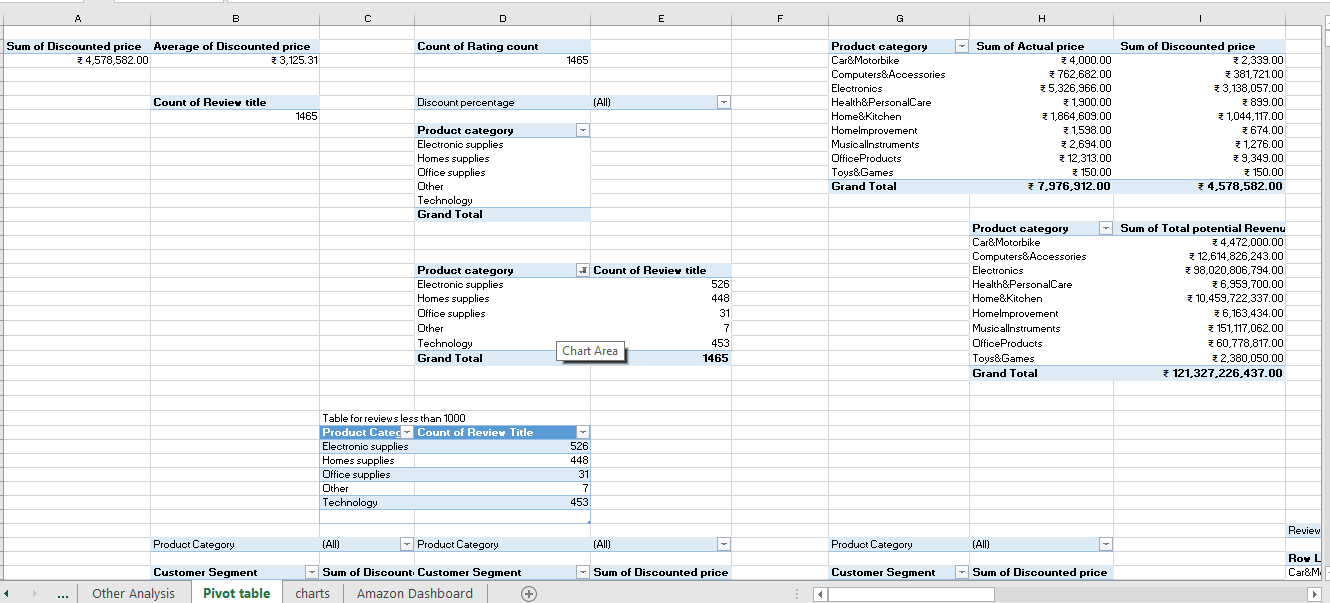 A B C D E F G H I
Sum of Discounted price Average of Discounted price Count of Rating count Product category Sum of Actual price Sum of Discounted price
₹ 4,578,582.00 ₹ 3,125.31 1465 Car&Motorbike ₹ 4,000.00 ₹ 2,339.00
Computers&Accessories ₹ 762,682.00 ₹ 381,721.00
Electronics ₹ 5,326,966.00 ₹ 3,138,057.00
Count of Review title Discount percentage (All) Health&PersonalCare ₹ 1,900.00 ₹ 899.00
1465 Home&Kitchen ₹ 1,864,609.00 ₹ 1,044,117.00
Product category HomeImprovement ₹ 1,598.00 ₹ 674.00
Electronic supplies MusicalInstruments ₹ 2,694.00 ₹ 1,276.00
Homes supplies OfficeProducts ₹ 12,313.00 ₹ 9,349.00
Office supplies Toys&Games ₹ 150.00 ₹ 150.00
Other Grand Total ₹ 7,976,912.00 ₹ 4,578,582.00
Technology
Grand Total
Product category Sum of Total potential Revenu
Car&Motorbike ₹ 4,472,000.00
Computers&Accessories ₹ 12,614,826,243.00
Product category Count of Review title Electronics ₹ 98,020,806,794.00
Electronic supplies 526 Health&PersonalCare ₹ 6,959,700.00
Homes supplies 448 Home&Kitchen ₹ 10,459,722,337.00
Office supplies 31 HomeImprovement ₹ 6,163,434.00
Other 7 MusicalInstruments ₹ 151,117,062.00
Technology 453 OfficeProducts ₹ 60,778,817.00
Chart Area
Grand Total 1465 Toys&Games ₹ 2,380,050.00
Grand Total ₹ 121,327,226,437.00
Table for reviews less than 1000
Product Categ Count of Review Title
Electronic supplies 526
Homes supplies 448
Office supplies 31
Other 7
Technology 453
Review
Product Category (All) Product Category (All) Product Category (All)
Row L
Customer Segment Sum of Discount Customer Segment Sum of Discounted price Customer Segment Sum of Discounted price Car&M
... Other Analysis Pivot table charts Amazon Dashboard